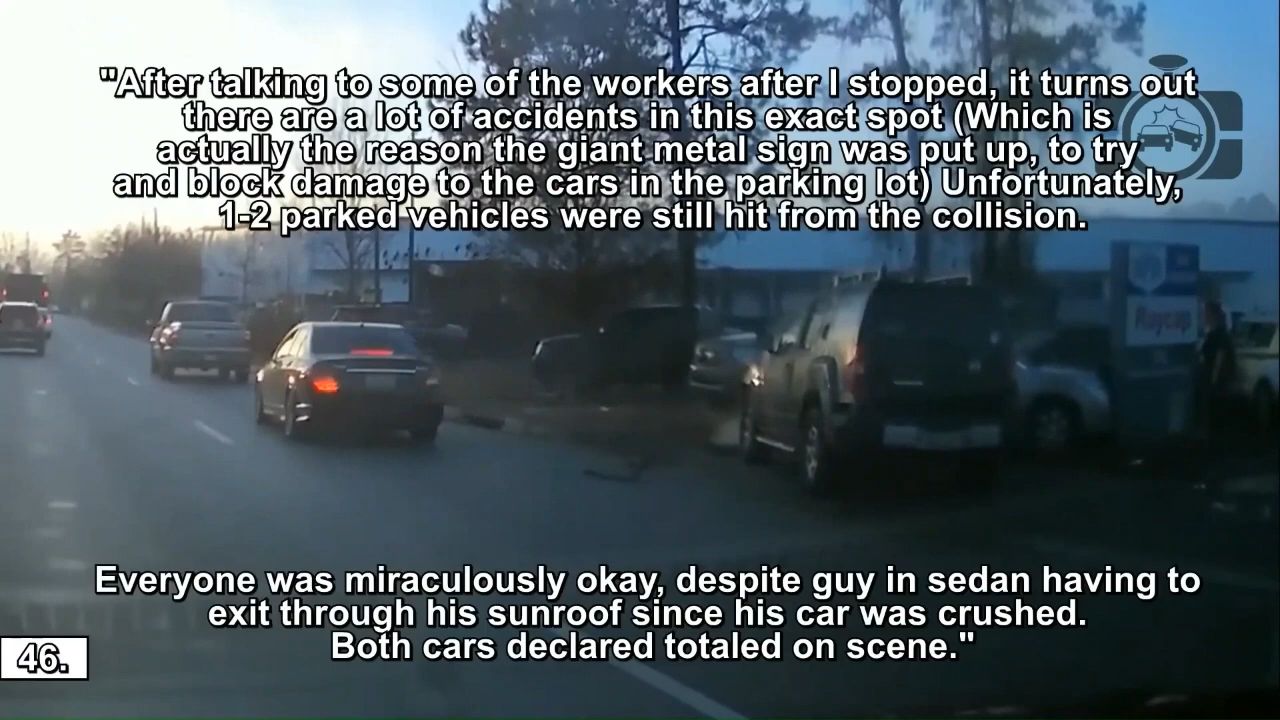 "After talking to some of the workers after I stopped, it turns out
there are a lot of accidents in this exact spot (Which is
actually the reason the giant metal sign was put up, to try
and block damage to the cars in the parking lot) Unfortunately,
1-2 parked vehicles were still hit from the collision.
Raycap
Everyone was miraculously okay, despite guy in sedan having to
exit through his sunroof since his car was crushed.
Both cars declared totaled on scene."
46.